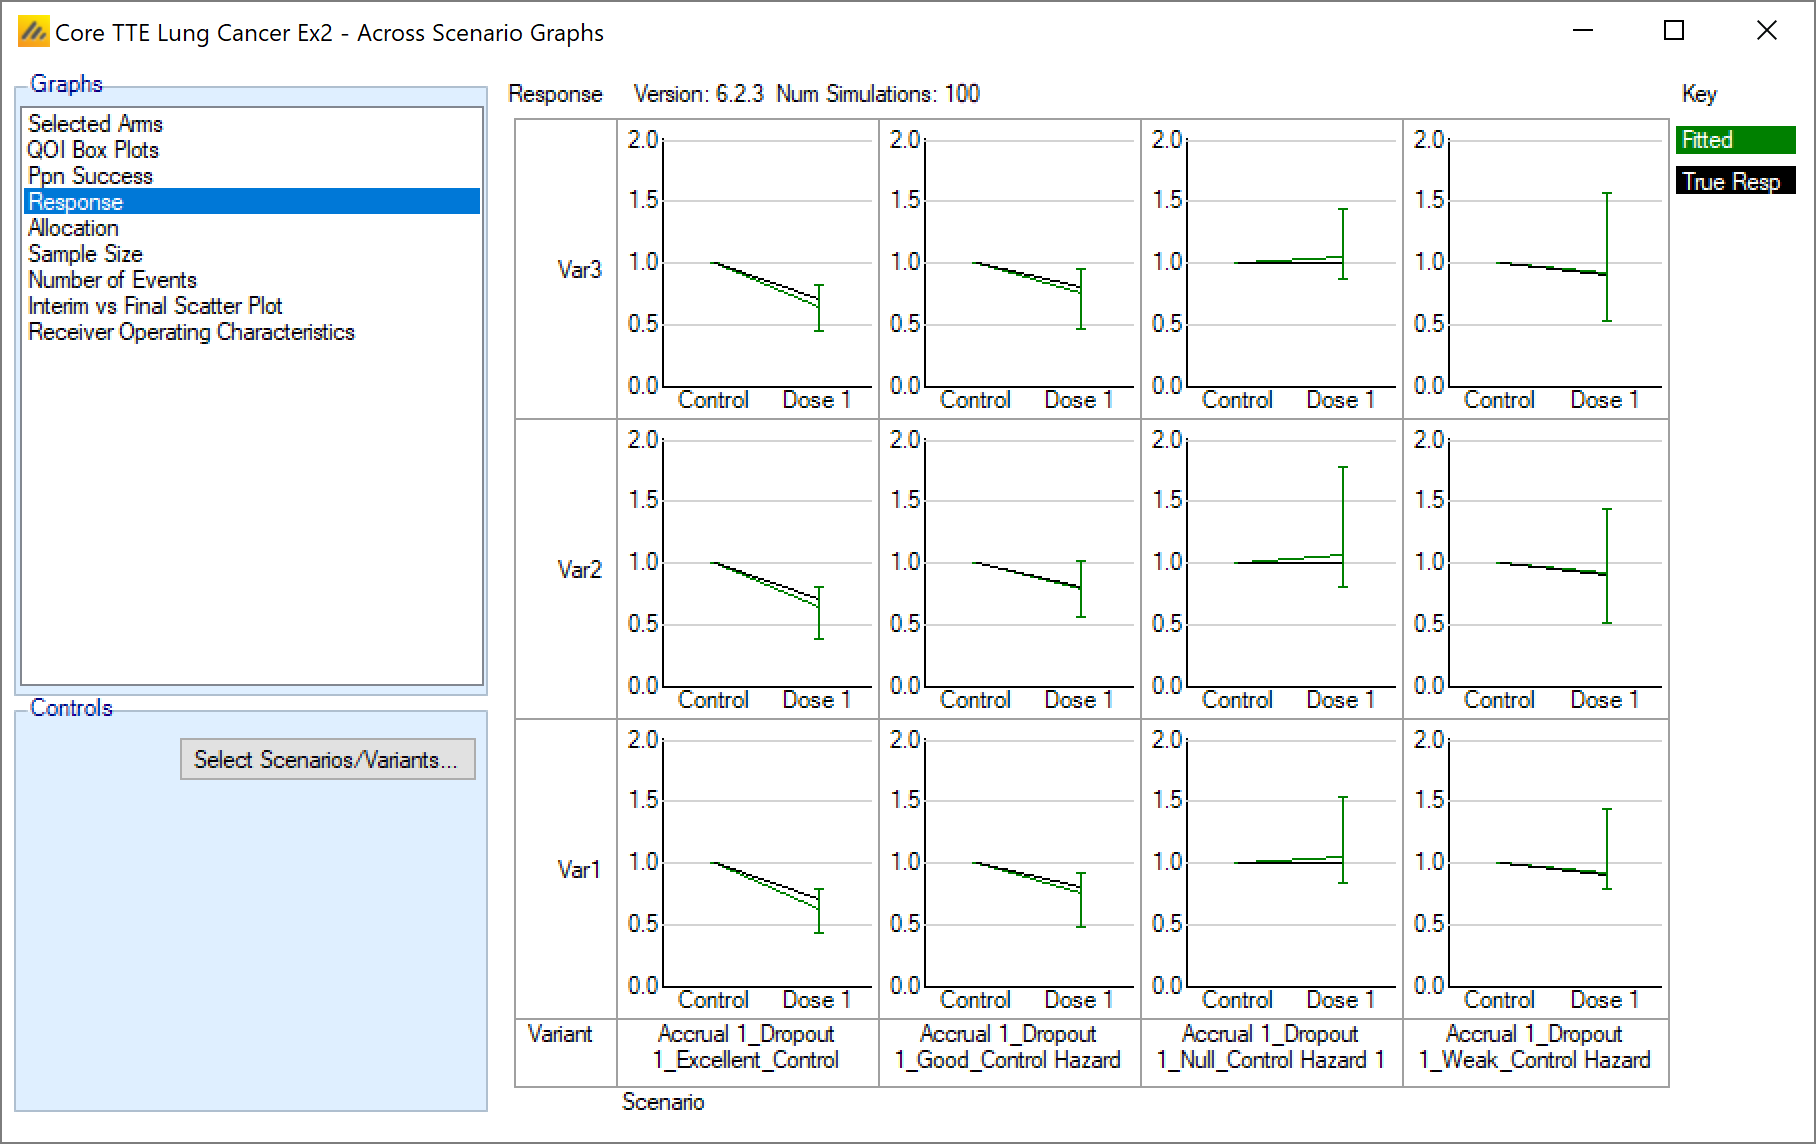 Core TTE Lung Cancer Ex2 - Across Scenario Graphs
Graphs
Selected Arms
QOI Box Plots
Ppn Success
Response
Allocation
Sample Size
Number of Events
Interim vs Final Scatter Plot
Receiver Operating Characteristics
Controls
Select Scenarios/Variants...
Response Version: 6.2.3 Num Simulations: 100
Key
Fitted
True Resp
Var3
2.0 2.0 2.0 2.0
1.5 1.5 1.5 1.5
1.0 1.0 1.0 1.0
0.5 0.5 0.5 0.5
0.0 0.0 0.0 0.0
Control Dose 1 Control Dose 1 Control Dose 1 Control Dose 1
Var2
2.0 2.0 2.0 2.0
1.5 1.5 1.5 1.5
1.0 1.0 1.0 1.0
0.5 0.5 0.5 0.5
0.0 0.0 0.0 0.0
Control Dose 1 Control Dose 1 Control Dose 1 Control Dose 1
Var1
2.0 2.0 2.0 2.0
1.5 1.5 1.5 1.5
1.0 1.0 1.0 1.0
0.5 0.5 0.5 0.5
0.0 0.0 0.0 0.0
Control Dose 1 Control Dose 1 Control Dose 1 Control Dose 1
Variant
Accrual 1_Dropout
1_Excellent_Control
Accrual 1_Dropout
1_Good_Control Hazard
Accrual 1_Dropout
1_Null_Control Hazard 1
Accrual 1_Dropout
1_Weak_Control Hazard
Scenario